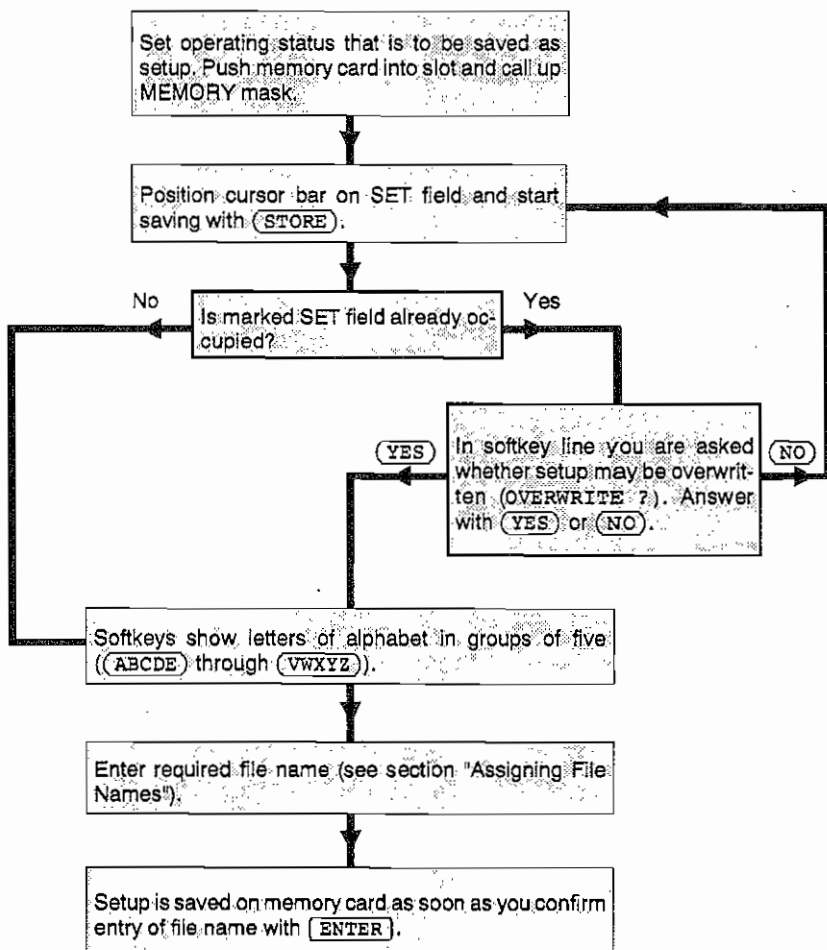 Set operating status that is to be saved as
setup. Push memory card into slot and call up
MEMORY mask.
Position cursor bar on SET field and start
saving with (STORE).
No
Is marked SET field already oc-
cupied?
Yes
(YES)
In softkey line you are asked
whether setup may be overwrit-
ten (OVERWRITE ?). Answer
with (YES) or (NO).
(NO)
Softkeys show letters of alphabet in groups of five
((ABCDE) through (VWXYZ)).
Enter required file name (see section "Assigning File
Names").
Setup is saved on memory card as soon as you confirm
entry of file name with [ENTER].